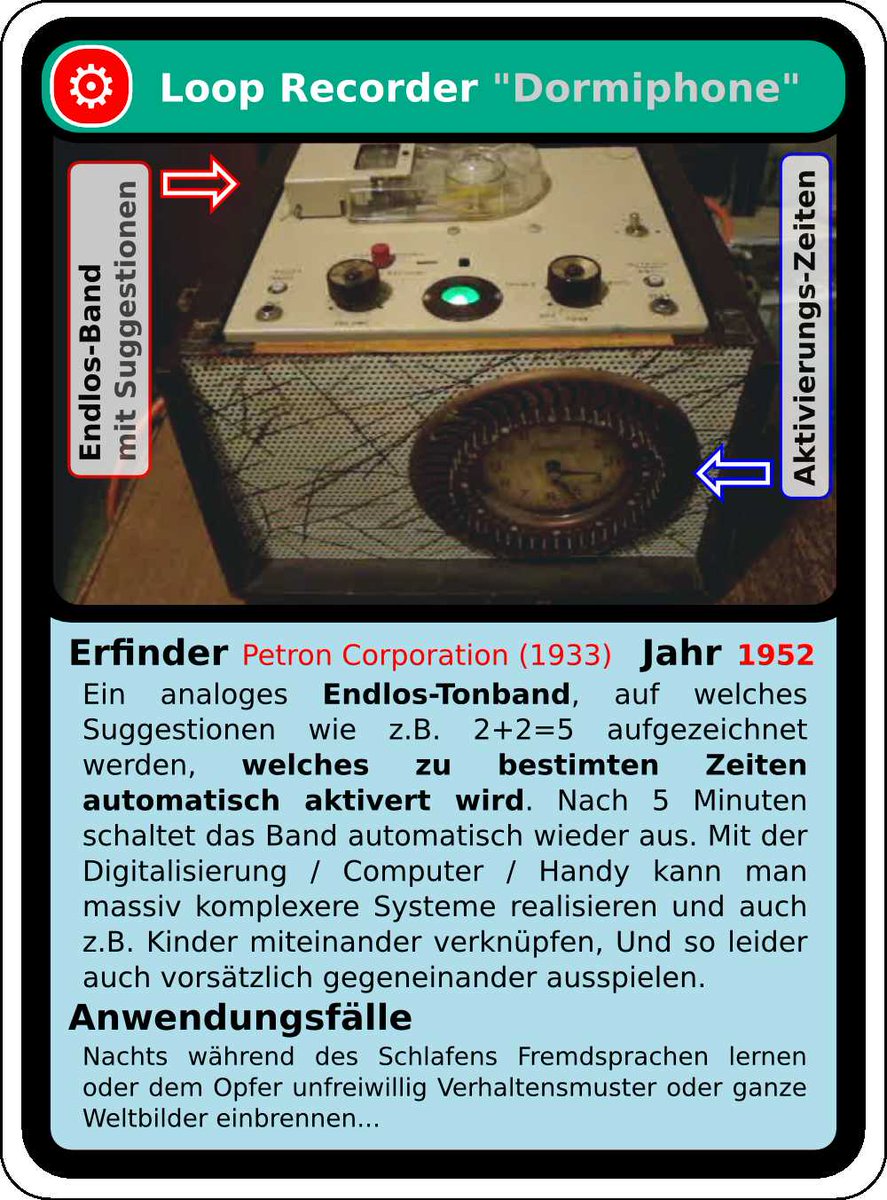 Loop Recorder "Dormiphone"
Endlos-Band
mit Suggestionen
Aktivierungs-Zeiten
Erfinder Petron Corporation (1933) Jahr 1952
Ein analoges Endlos-Tonband, auf welches
Suggestionen wie z.B. 2+2=5 aufgezeichnet
werden, welches zu bestimten Zeiten
automatisch aktivert wird. Nach 5 Minuten
schaltet das Band automatisch wieder aus. Mit der
Digitalisierung / Computer / Handy kann man
massiv komplexere Systeme realisieren und auch
z.B. Kinder miteinander verknüpfen, Und so leider
auch vorsätzlich gegeneinander ausspielen.
Anwendungsfälle
Nachts während des Schlafens Fremdsprachen lernen
oder dem Opfer unfreiwillig Verhaltensmuster oder ganze
Weltbilder einbrennen...